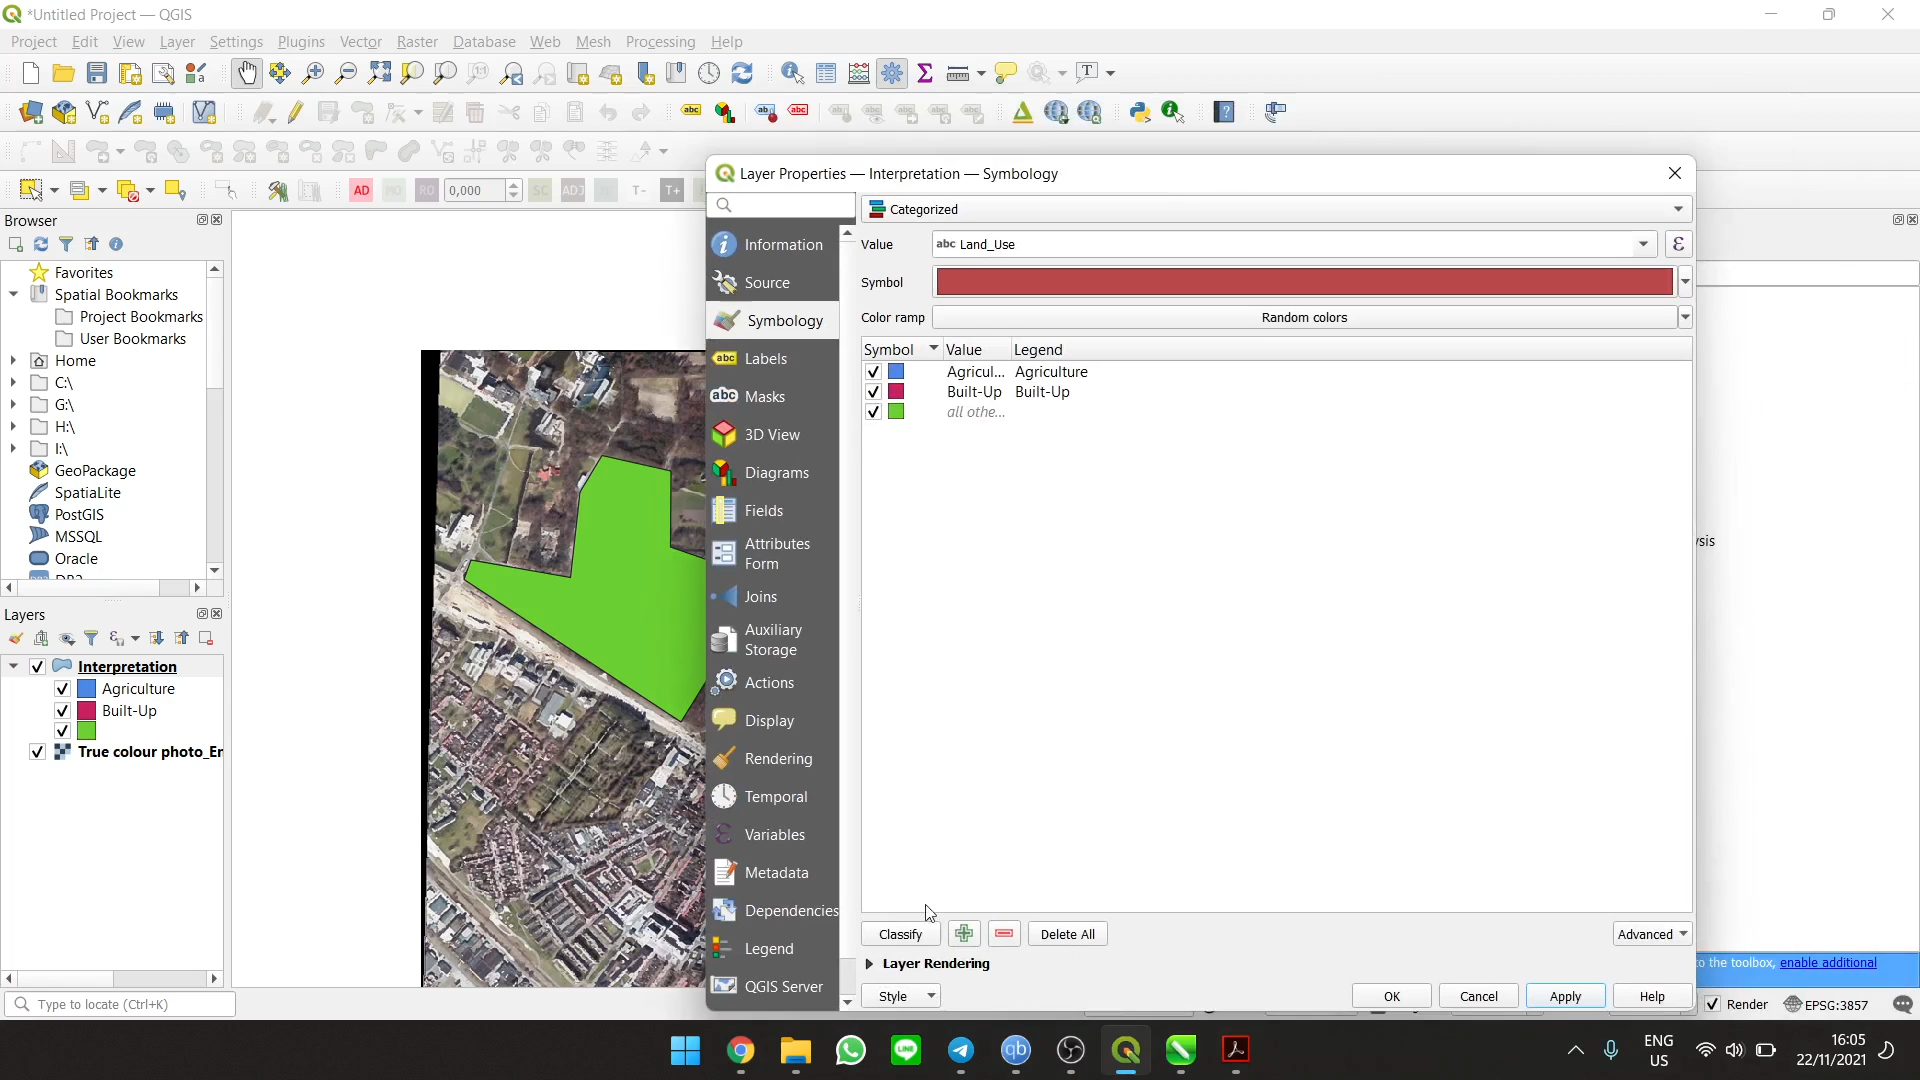 *Untitled Project — QGIS
Project Edit View Layer Settings Plugins Vector Raster Database Web Mesh Processing Help
0,000
Browser
Favorites
Spatial Bookmarks
Project Bookmarks
User Bookmarks
Home
C:\
G:\
H:\
I:\
GeoPackage
SpatiaLite
PostGIS
MSSQL
Oracle
Layers
Interpretation
Agriculture
Built-Up
True colour photo_Er
Type to locate (Ctrl+K)
Layer Properties — Interpretation — Symbology
Information
Source
Symbology
Labels
Masks
3D View
Diagrams
Fields
Attributes
Form
Joins
Auxiliary
Storage
Actions
Display
Rendering
Temporal
Variables
Metadata
Dependencies
Legend
QGIS Server
Categorized
Value abc Land_Use
Symbol
Color ramp Random colors
Symbol Value Legend
Agricul... Agriculture
Built-Up Built-Up
all othe...
Classify Delete All Advanced
Layer Rendering
Style OK Cancel Apply Help
ysis
to the toolbox, enable additional
Render EPSG:3857
ENG
US
16:05
22/11/2021